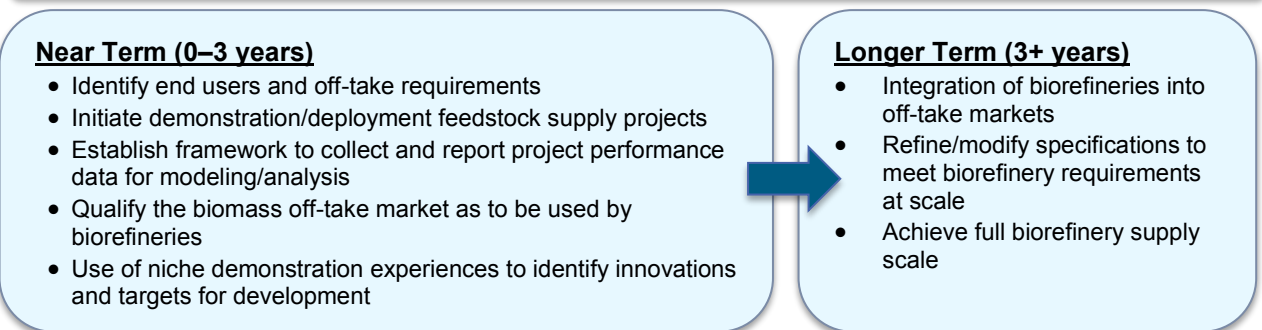 Near Term (0–3 years)
• Identify end users and off-take requirements
• Initiate demonstration/deployment feedstock supply projects
• Establish framework to collect and report project performance
data for modeling/analysis
• Qualify the biomass off-take market as to be used by
biorefineries
• Use of niche demonstration experiences to identify innovations
and targets for development
Longer Term (3+ years)
• Integration of biorefineries into
off-take markets
• Refine/modify specifications to
meet biorefinery requirements
at scale
• Achieve full biorefinery supply
scale